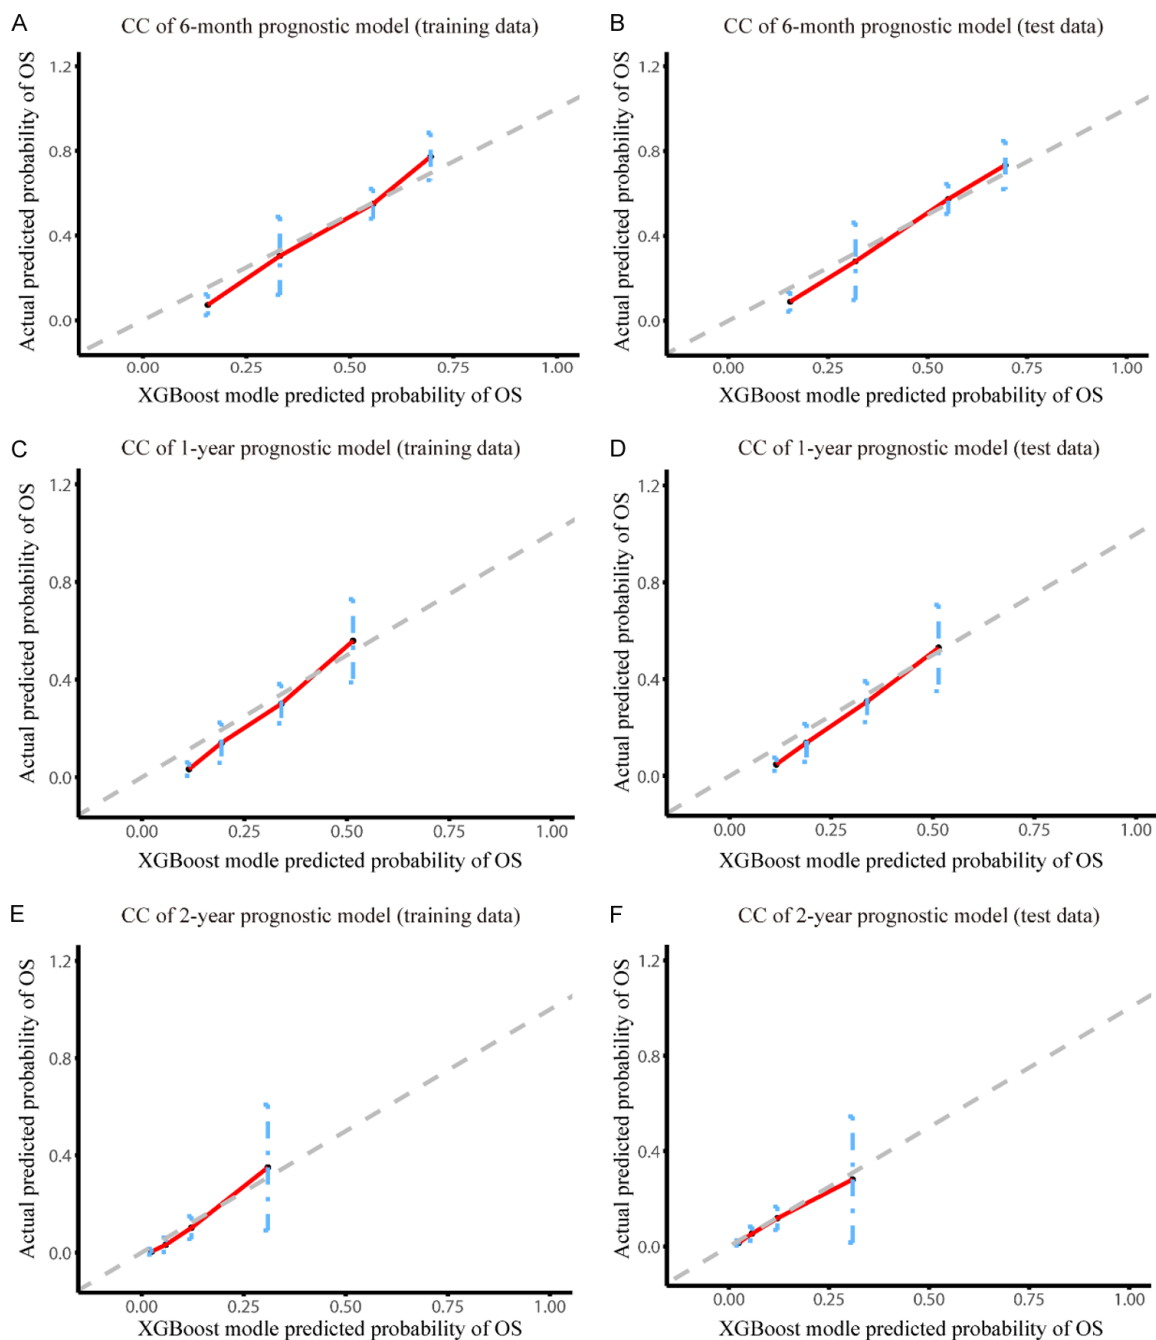 A
CC of 6-month prognostic model (training data)
1.2
0.8
0.4
0.0
Actual predicted probability of OS
0.00 0.25 0.50 0.75 1.00
XGBoost modle predicted probability of OS
B
CC of 6-month prognostic model (test data)
1.2
0.8
0.4
0.0
Actual predicted probability of OS
0.00 0.25 0.50 0.75 1.00
XGBoost modle predicted probability of OS
C
CC of 1-year prognostic model (training data)
1.2
0.8
0.4
0.0
Actual predicted probability of OS
0.00 0.25 0.50 0.75 1.00
XGBoost modle predicted probability of OS
D
CC of 1-year prognostic model (test data)
1.2
0.8
0.4
0.0
Actual predicted probability of OS
0.00 0.25 0.50 0.75 1.00
XGBoost modle predicted probability of OS
E
CC of 2-year prognostic model (training data)
1.2
0.8
0.4
0.0
Actual predicted probability of OS
0.00 0.25 0.50 0.75 1.00
XGBoost modle predicted probability of OS
F
CC of 2-year prognostic model (test data)
1.2
0.8
0.4
0.0
Actual predicted probability of OS
0.00 0.25 0.50 0.75 1.00
XGBoost modle predicted probability of OS